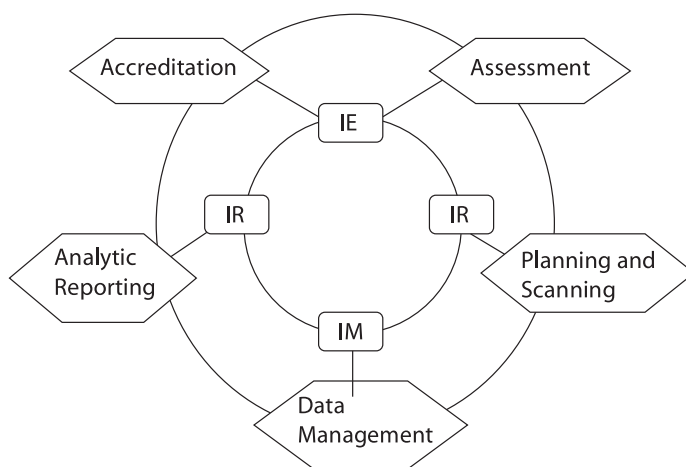 Accreditation
Assessment
IE
IR
IR
Analytic
Reporting
Planning and
Scanning
IM
Data
Management